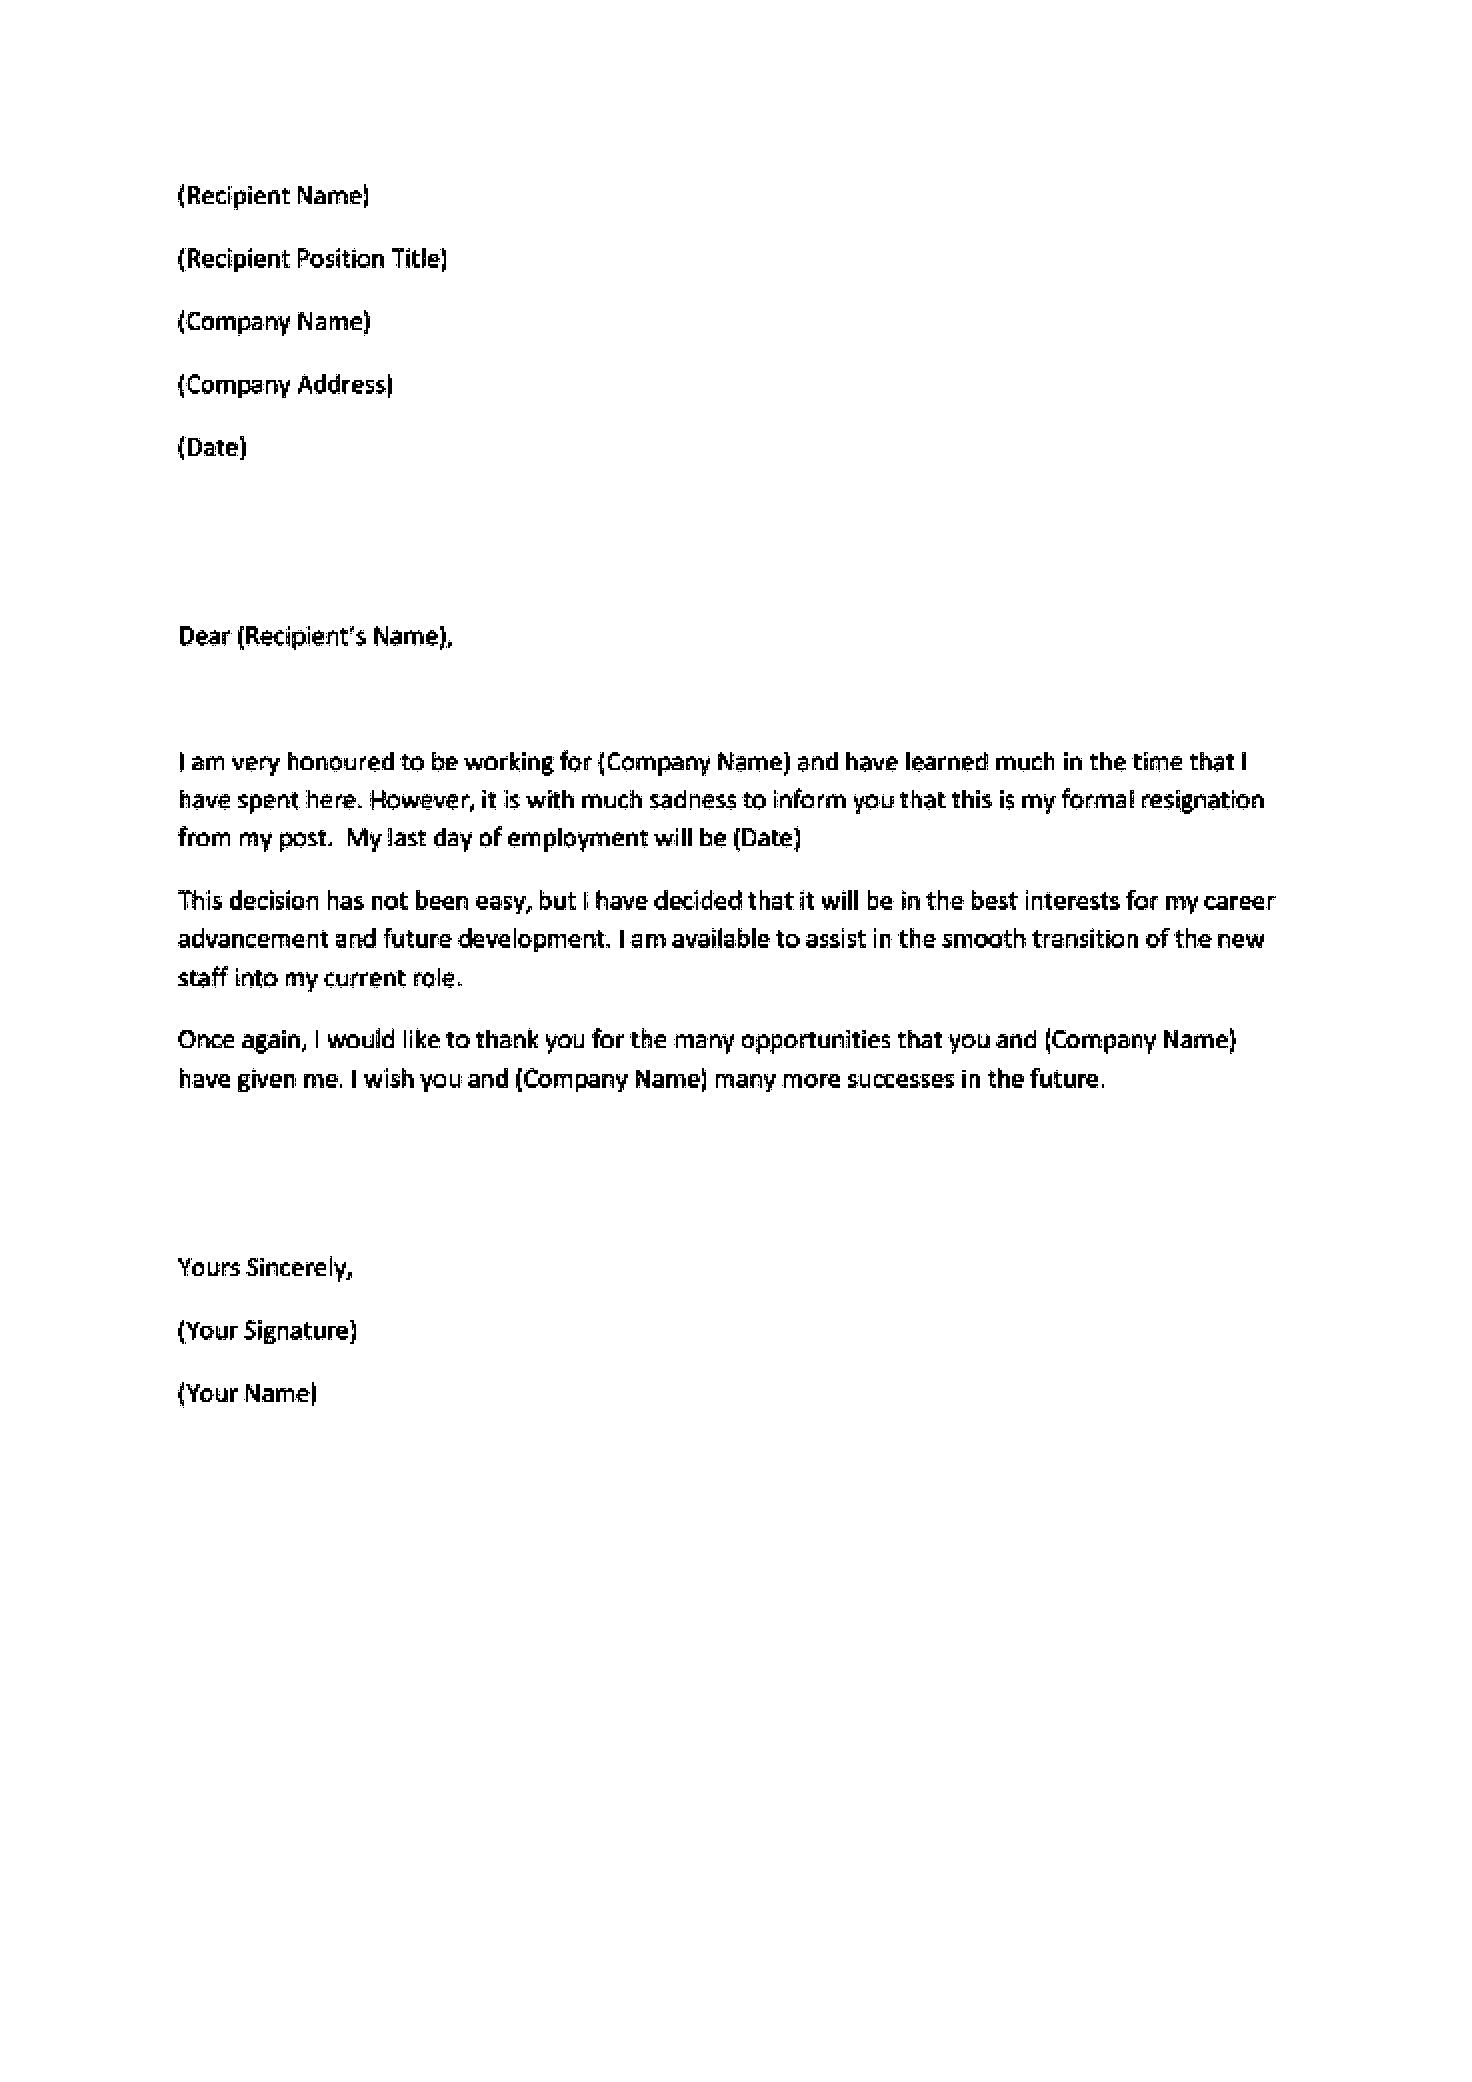 (Recipient Name)
(Recipient Position Title)
(Company Name)
(Company Address)
(Date)
Dear (Recipient's Name),
I am very honoured to be working for (Company Name) and have learned much in the time that I
have spent here. However, it is with much sadness to inform you that this is my formal resignation
from my post.  My last day of employment will be (Date)
This decision has not been easy, but I have decided that it will be in the best interests for my career
advancement and future development. I am available to assist in the smooth transition of the new
staff into my current role.
Once again, I would like to thank you for the many opportunities that you and (Company Name)
have given me. I wish you and (Company Name) many more successes in the future.
Yours Sincerely,
(Your Signature)
(Your Name)